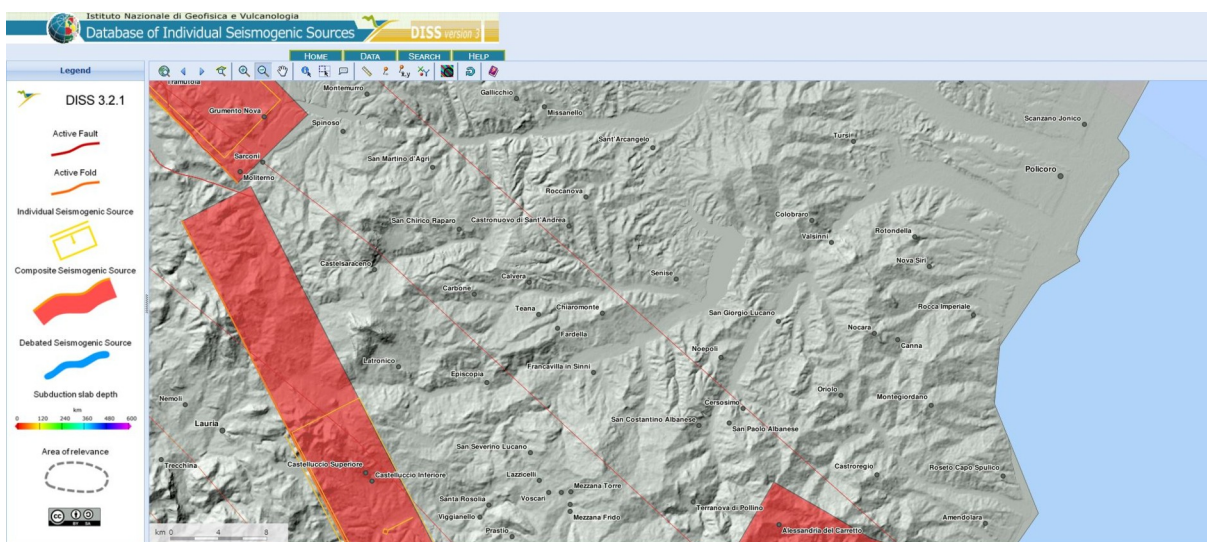 Istituto Nazionale di Geofisica e Vulcanologia
Database of Individual Seismogenic Sources
DISS version 3
HOME DATA SEARCH HELP
Legend
DISS 3.2.1
Active Fault
Active Fold
Individual Seismogenic Source
Composite Seismogenic Source
Debated Seismogenic Source
Subduction slab depth
km
0 120 240 360 480 600
Area of relevance
CC BY SA
x,y
Tramutola
Montemurro
Gallicchio
Missanello
Grumento Nova
Spinoso
Scanzano Jonico
Sant'Arcangelo
Tursi
Sarconi
San Martino d'Agri
Moliterno
Policoro
Roccanova
San Chirico Raparo
Castronuovo di Sant'Andrea
Colobraro
Valsinni
Rotondella
Castelsaraceno
Nova Siri
Calvera
Senise
Carbone
Teana
Chiaromonte
San Giorgio Lucano
Rocca Imperiale
Fardella
Nocara
Canna
Noepoli
Latronico
Episcopia
Francavilla in Sinni
Oriolo
Montegiordano
Nemoli
Cersosimo
Lauria
San Costantino Albanese
San Paolo Albanese
San Severino Lucano
Trecchina
Castelluccio Superiore
Castelluccio Inferiore
Lazzicelli
Castroregio
Roseto Capo Spulico
Mezzana Torre
Santa Rosolia
Voscari
Terranova di Pollino
Viggianello
Mezzana Frido
Amendolara
Prastio
Alessandria del Carretto
km 0 4 8